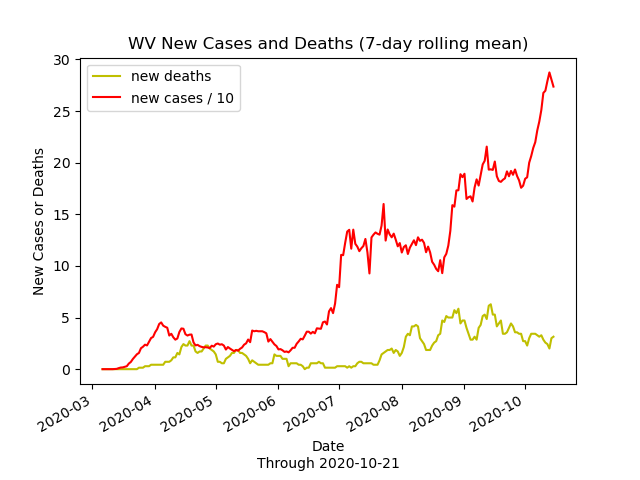 WV New Cases and Deaths (7-day rolling mean)
new deaths
new cases / 10
30
25
20
15
10
5
0
New Cases or Deaths
2020-03
2020-04
2020-05
2020-06
2020-07
2020-08
2020-09
2020-10
Date
Through 2020-10-21